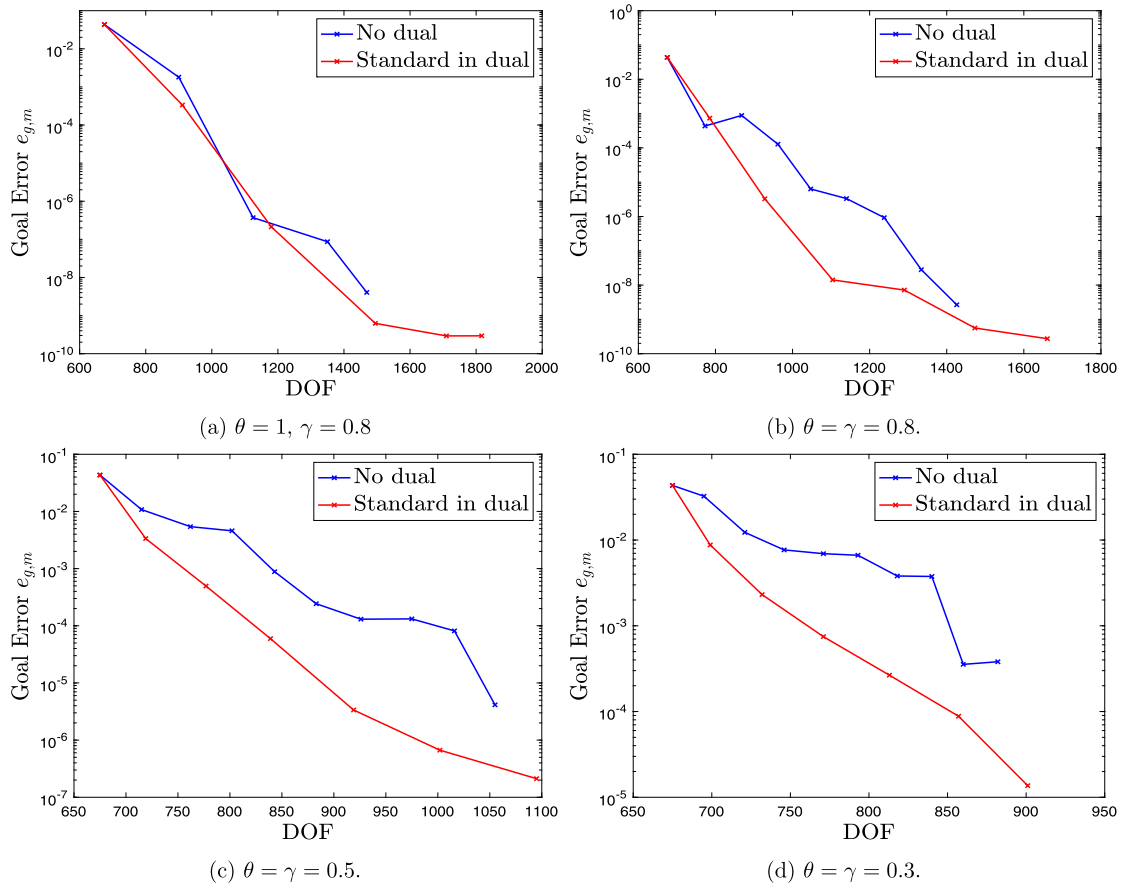 No dual
Standard in dual
10^-2
10^-4
10^-6
10^-8
10^-10
Goal Error e_{g,m}
600 800 1000 1200 1400 1600 1800 2000
DOF
(a) θ = 1, γ = 0.8
No dual
Standard in dual
10^0
10^-2
10^-4
10^-6
10^-8
10^-10
Goal Error e_{g,m}
600 800 1000 1200 1400 1600 1800
DOF
(b) θ = γ = 0.8.
No dual
Standard in dual
10^-1
10^-2
10^-3
10^-4
10^-5
10^-6
10^-7
Goal Error e_{g,m}
650 700 750 800 850 900 950 1000 1050 1100
DOF
(c) θ = γ = 0.5.
No dual
Standard in dual
10^-1
10^-2
10^-3
10^-4
10^-5
Goal Error e_{g,m}
650 700 750 800 850 900 950
DOF
(d) θ = γ = 0.3.